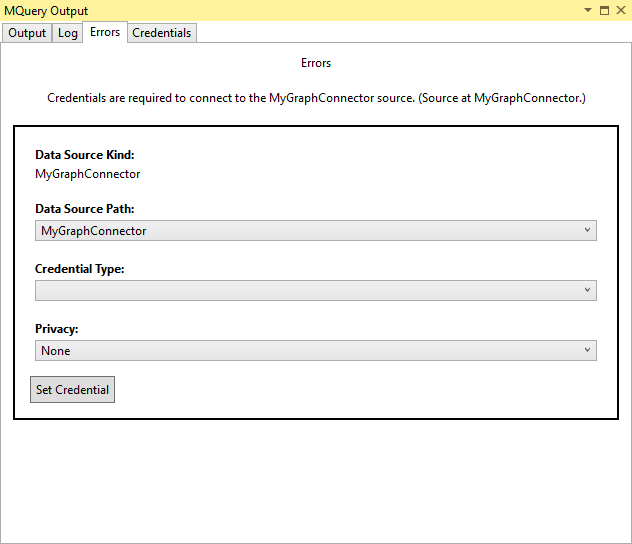 MQuery Output
Output Log Errors Credentials
Errors
Credentials are required to connect to the MyGraphConnector source. (Source at MyGraphConnector.)
Data Source Kind:
MyGraphConnector
Data Source Path:
MyGraphConnector
Credential Type:
Privacy:
None
Set Credential